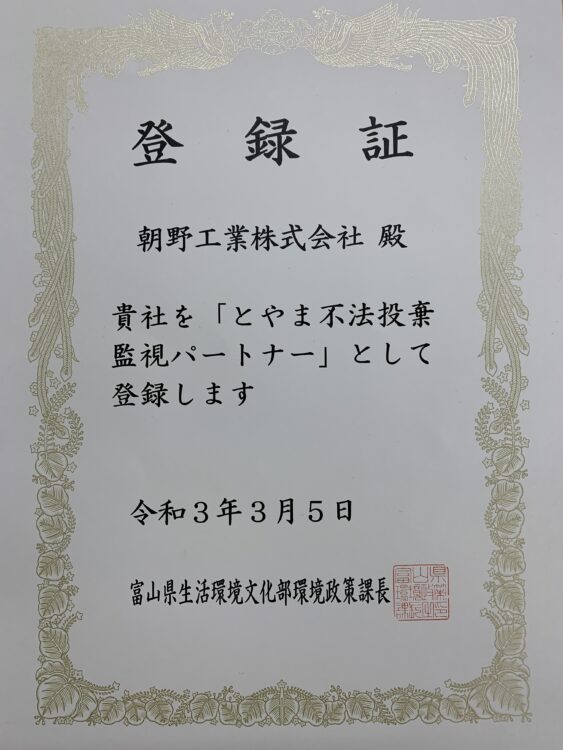 登録証
朝野工業株式会社 殿
貴社を「とやま不法投棄
監視パートナー」として
登録します
令和３年３月５日
富山県生活環境文化部環境政策課長